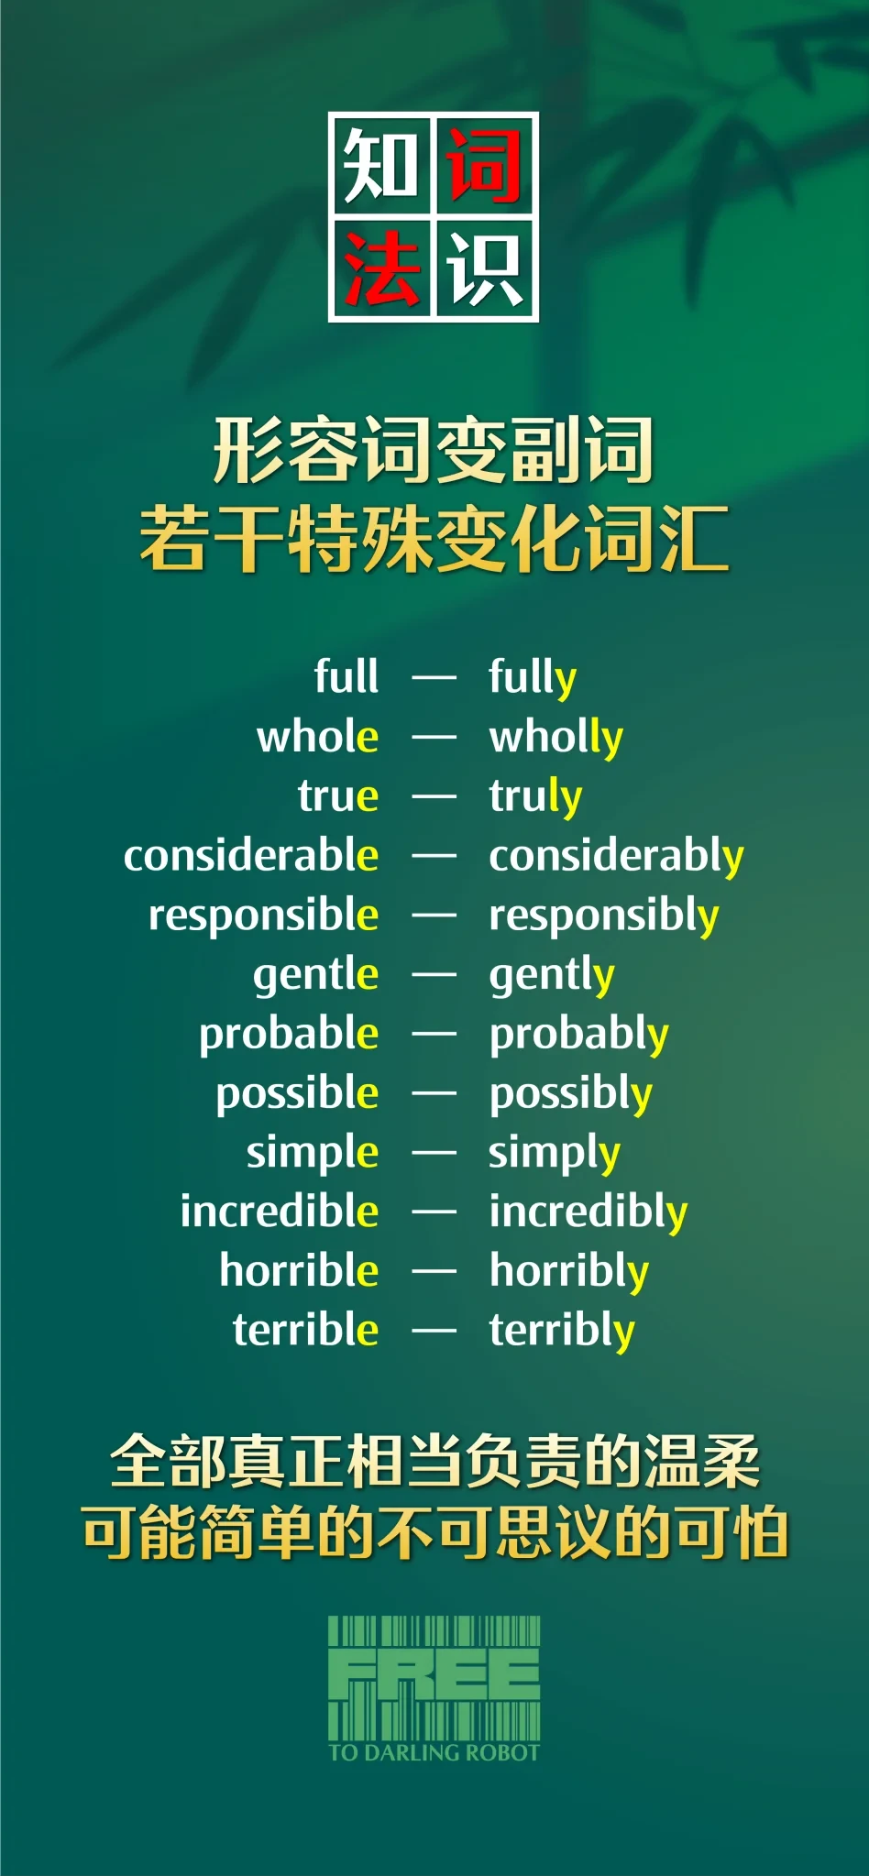 知词
法识
形容词变副词
若干特殊变化词汇
full — fully
whole — wholly
true — truly
considerable — considerably
responsible — responsibly
gentle — gently
probable — probably
possible — possibly
simple — simply
incredible — incredibly
horrible — horribly
terrible — terribly
全部真正相当负责的温柔
可能简单的不可思议的可怕
FREE
TO DARLING ROBOT